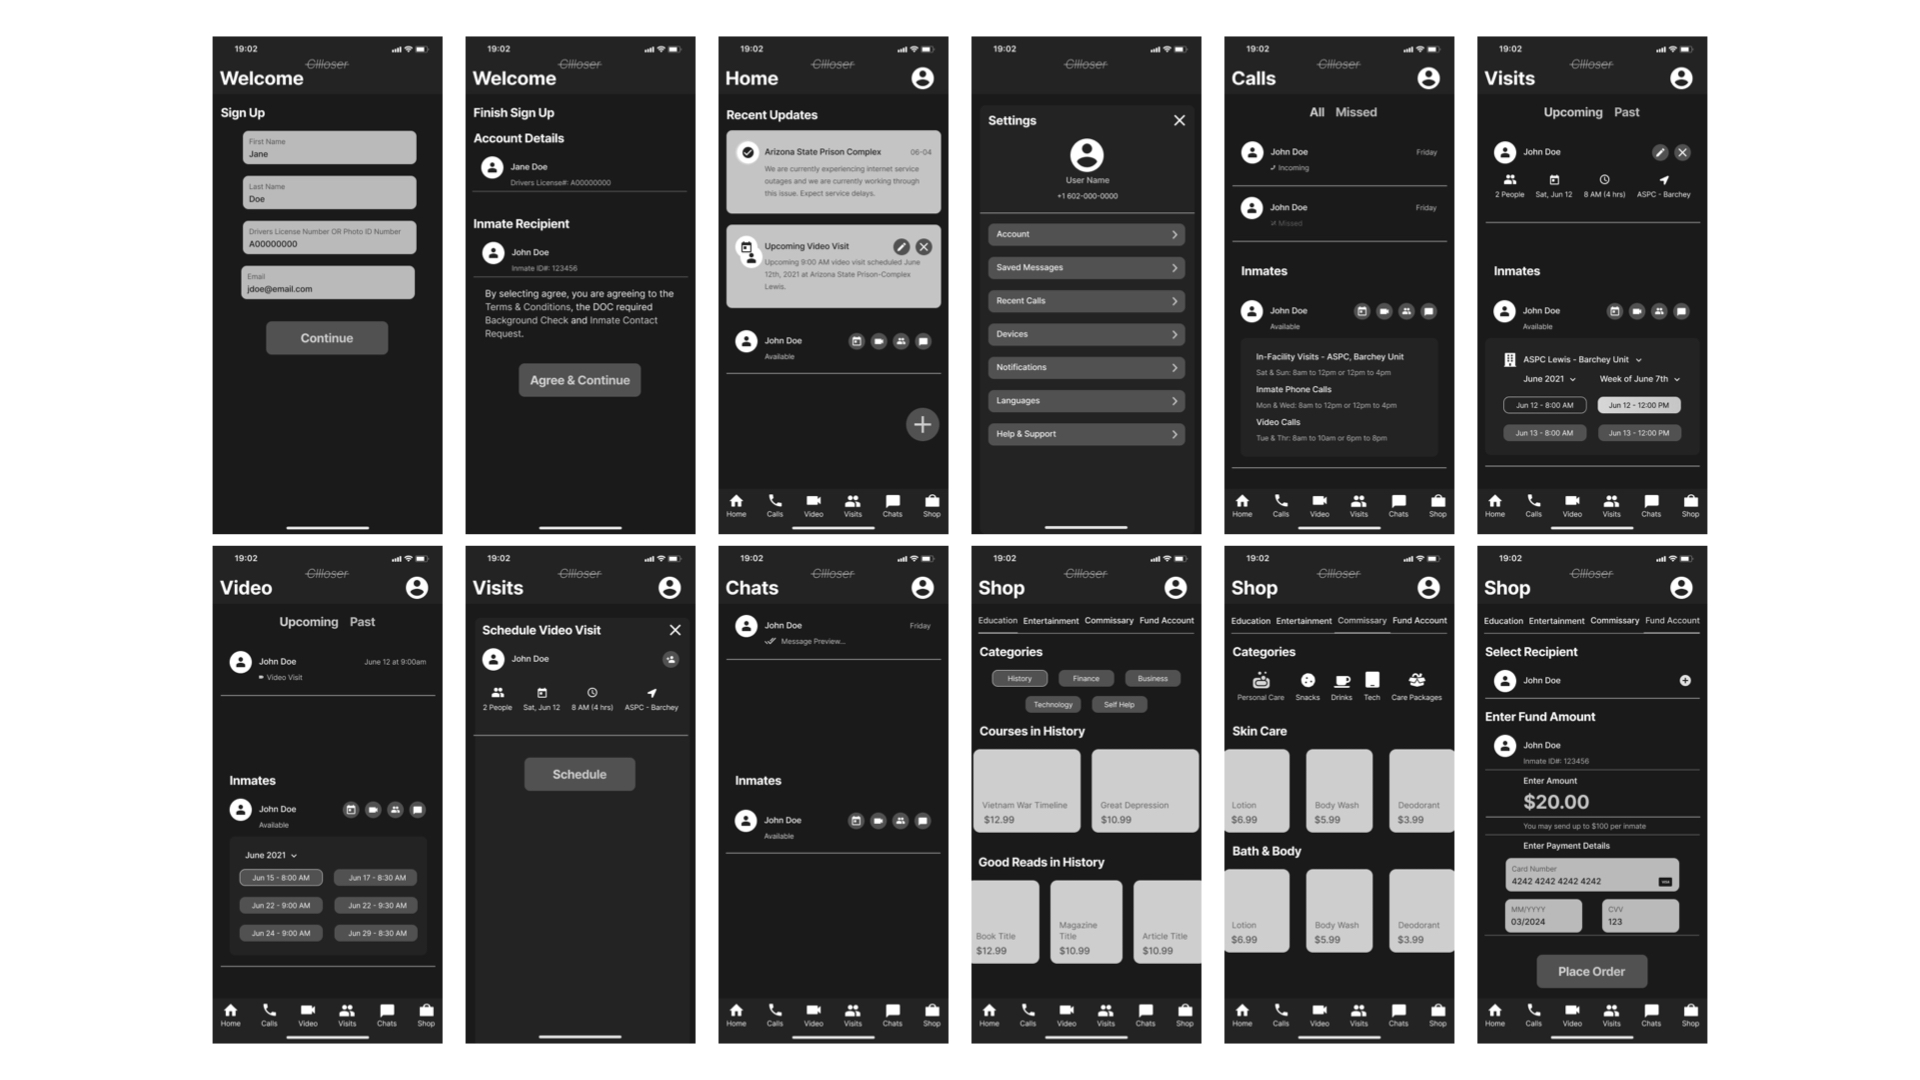 19:02
Cllloser
Welcome
Sign Up
First Name
Jane
Last Name
Doe
Drivers License Number OR Photo ID Number
A00000000
Email
jdoe@email.com
Continue
19:02
Cllloser
Welcome
Finish Sign Up
Account Details
Jane Doe
Drivers License#: A00000000
Inmate Recipient
John Doe
Inmate ID#: 123456
By selecting agree, you are agreeing to the
Terms & Conditions, the DOC required
Background Check and Inmate Contact
Request.
Agree & Continue
19:02
Cllloser
Home
Recent Updates
Arizona State Prison Complex 06-04
We are currently experiencing internet service
outages and we are currently working through
this issue. Expect service delays.
Upcoming Video Visit
Upcoming 9:00 AM video visit scheduled June
12th, 2021 at Arizona State Prison-Complex
Lewis.
John Doe
Available
Home Calls Video Visits Chats Shop
19:02
Cllloser
Settings
User Name
+1 602-000-0000
Account
Saved Messages
Recent Calls
Devices
Notifications
Languages
Help & Support
19:02
Cllloser
Calls
All Missed
John Doe Friday
Incoming
John Doe Friday
Missed
Inmates
John Doe
Available
In-Facility Visits - ASPC, Barchey Unit
Sat & Sun: 8am to 12pm or 12pm to 4pm
Inmate Phone Calls
Mon & Wed: 8am to 12pm or 12pm to 4pm
Video Calls
Tue & Thr: 8am to 10am or 6pm to 8pm
Home Calls Video Visits Chats Shop
19:02
Cllloser
Visits
Upcoming Past
John Doe
2 People Sat, Jun 12 8 AM (4 hrs) ASPC - Barchey
Inmates
John Doe
Available
ASPC Lewis - Barchey Unit
June 2021 Week of June 7th
Jun 12 - 8:00 AM Jun 12 - 12:00 PM
Jun 13 - 8:00 AM Jun 13 - 12:00 PM
Home Calls Video Visits Chats Shop
19:02
Cllloser
Video
Upcoming Past
John Doe June 12 at 9:00am
Video Visit
Inmates
John Doe
Available
June 2021
Jun 15 - 8:00 AM Jun 17 - 8:30 AM
Jun 22 - 9:00 AM Jun 22 - 9:30 AM
Jun 24 - 9:00 AM Jun 29 - 8:30 AM
Home Calls Video Visits Chats Shop
19:02
Cllloser
Visits
Schedule Video Visit
John Doe
2 People Sat, Jun 12 8 AM (4 hrs) ASPC - Barchey
Schedule
19:02
Cllloser
Chats
John Doe Friday
Message Preview...
Inmates
John Doe
Available
Home Calls Video Visits Chats Shop
19:02
Cllloser
Shop
Education Entertainment Commissary Fund Account
Categories
History Finance Business
Technology Self Help
Courses in History
Vietnam War Timeline Great Depression
$12.99 $10.99
Good Reads in History
Book Title Magazine Title Article Title
$12.99 $10.99 $10.99
Home Calls Video Visits Chats Shop
19:02
Cllloser
Shop
Education Entertainment Commissary Fund Account
Categories
Personal Care Snacks Drinks Tech Care Packages
Skin Care
Lotion Body Wash Deodorant
$6.99 $5.99 $3.99
Bath & Body
Lotion Body Wash Deodorant
$6.99 $5.99 $3.99
Home Calls Video Visits Chats Shop
19:02
Cllloser
Shop
Education Entertainment Commissary Fund Account
Select Recipient
John Doe
Enter Fund Amount
John Doe
Inmate ID#: 123456
Enter Amount
$20.00
You may send up to $100 per inmate
Enter Payment Details
Card Number
4242 4242 4242 4242
MM/YYYY CVV
03/2024 123
Place Order
Home Calls Video Visits Chats Shop